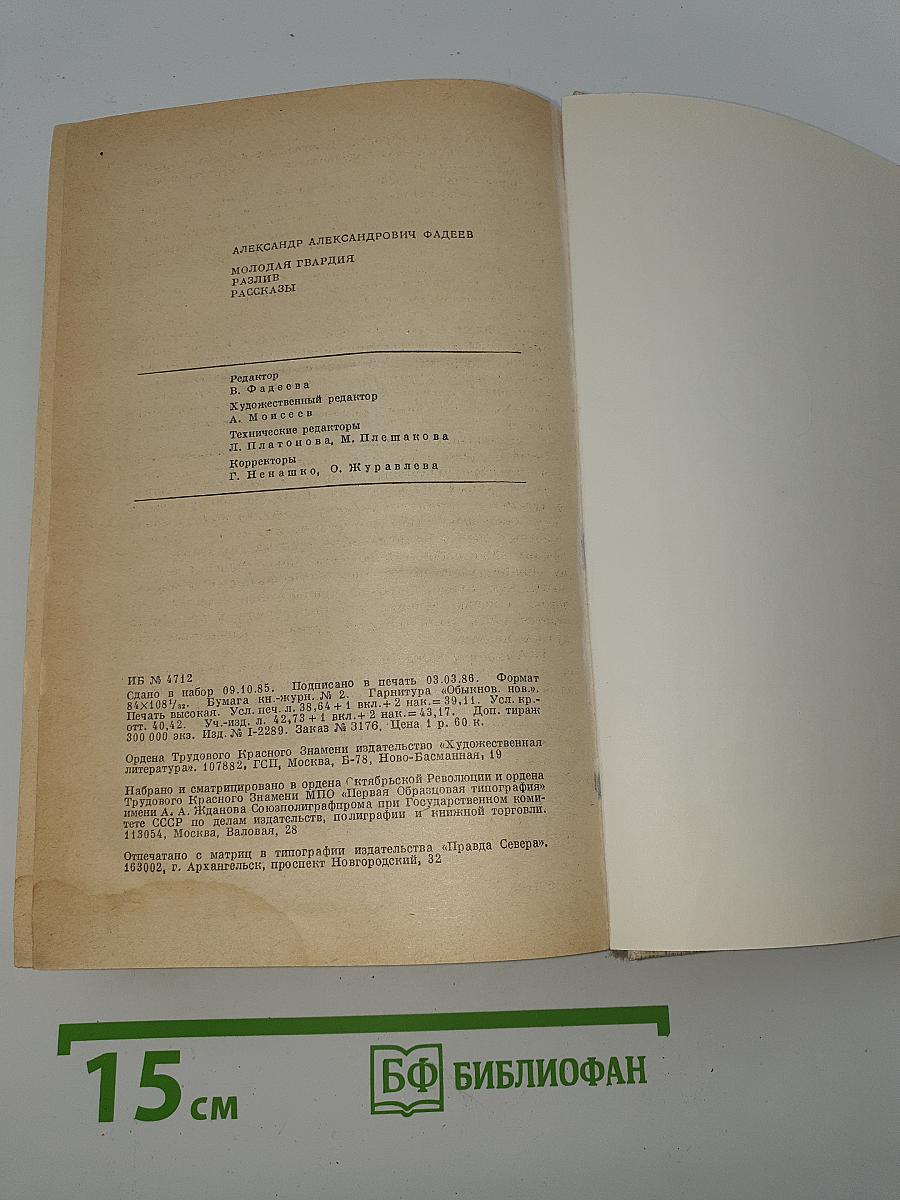 АЛЕКСАНДР АЛЕКСАНДРОВИЧ ФАДЕЕВ
МОЛОДАЯ ГВАРДИЯ
РАЗЛИВ
РАССКАЗЫ
Редактор
В. Фадеева
Художественный редактор
А. Моисеев
Технические редакторы
Л. Платонова, М. Плешакова
Корректоры
Г. Ненашко, О. Журавлева
ИБ № 4712
Сдано в набор 09.10.85. Подписано в печать 03.03.86. Формат
84×108¹/₃₂. Бумага кн.-журн. № 2. Гарнитура «Обыкнов. нов.».
Печать высокая. Усл. печ. л. 38,64 + 1 вкл. + 2 нак. = 39,11. Усл. кр.-
отт. 40,42. Уч.-изд. л. 42,73 + 1 вкл. + 2 нак. = 43,17. Доп. тираж
300 000 экз. Изд. № I-2289. Заказ № 3176. Цена 1 р. 60 к.
Ордена Трудового Красного Знамени издательство «Художественная
литература». 107882, ГСП, Москва, Б-78, Ново-Басманная, 19
Набрано и сматрицировано в ордена Октябрьской Революции и ордена
Трудового Красного Знамени МПО «Первая Образцовая типография»
имени А. А. Жданова Союзполиграфпрома при Государственном коми-
тете СССР по делам издательств, полиграфии и книжной торговли.
113054, Москва, Валовая, 28
Отпечатано с матриц в типографии издательства «Правда Севера».
163002, г. Архангельск, проспект Новгородский, 32
15 см
БФ БИБЛИОФАН